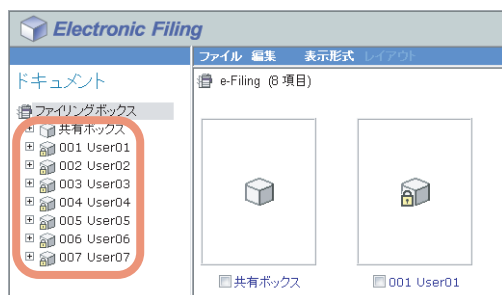 Electronic Filing
ファイル 編集 表示形式 レイアウト
ドキュメント
ファイリングボックス
共有ボックス
001 User01
002 User02
003 User03
004 User04
005 User05
006 User06
007 User07
e-Filing (8 項目)
共有ボックス
001 User01